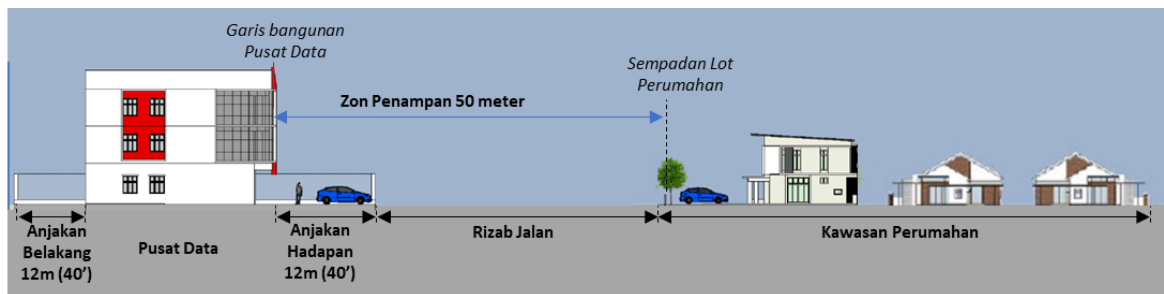 Garis bangunan
Pusat Data
Sempadan Lot
Perumahan
Zon Penampan 50 meter
Anjakan
Belakang
12m (40’)
Pusat Data
Anjakan
Hadapan
12m (40’)
Rizab Jalan
Kawasan Perumahan